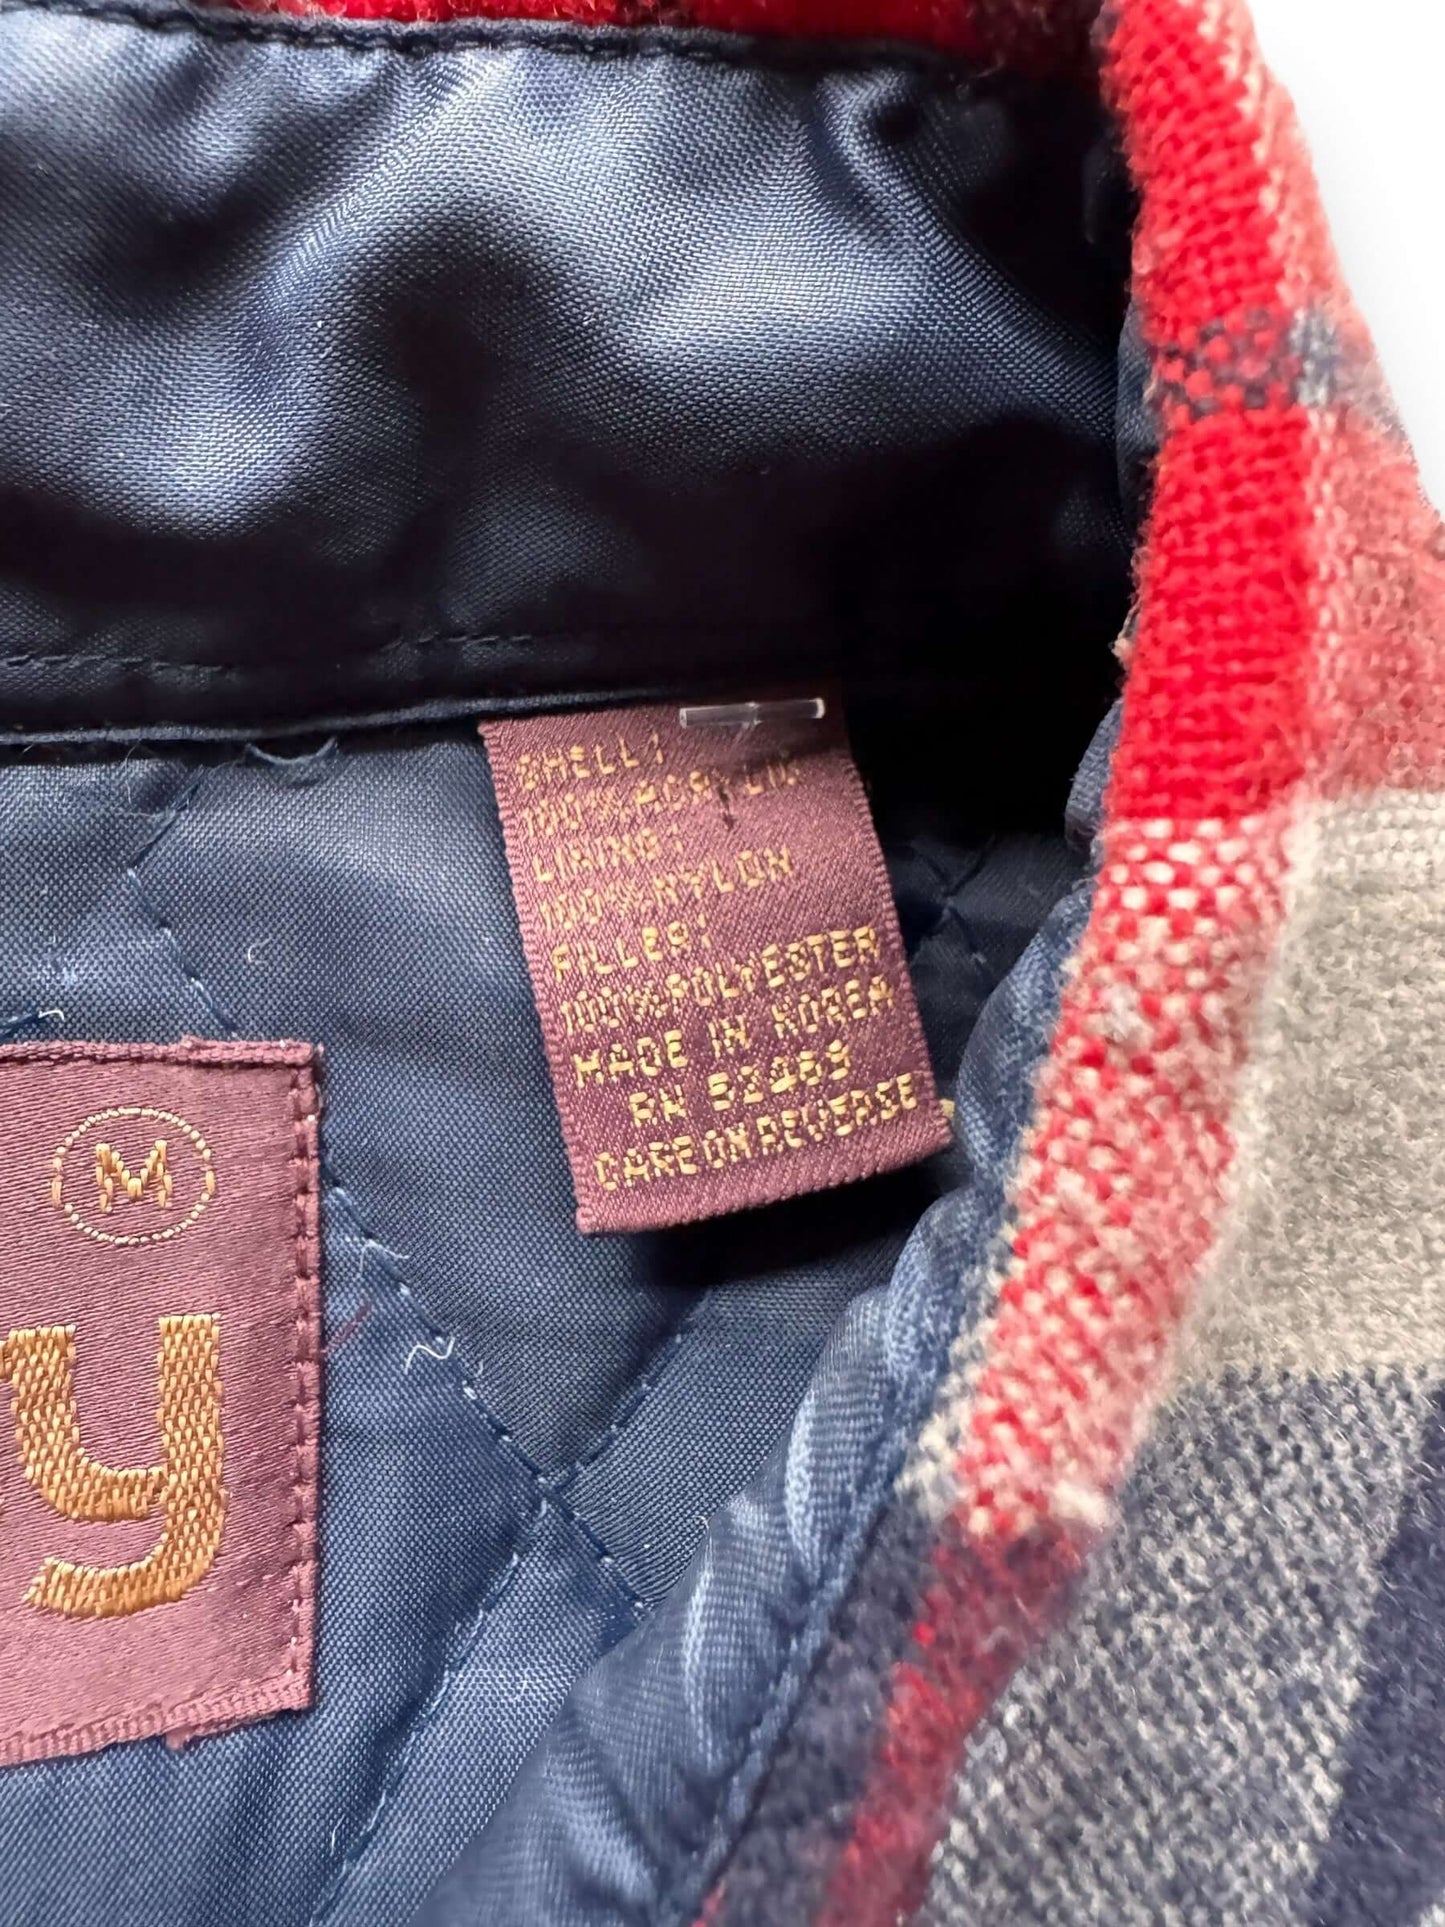 SHELL:
100% ACRYLIC
LINING:
100% NYLON
FILLER:
100% POLYESTER
MADE IN KOREA
RN 52469
CARE ON REVERSE
M
y